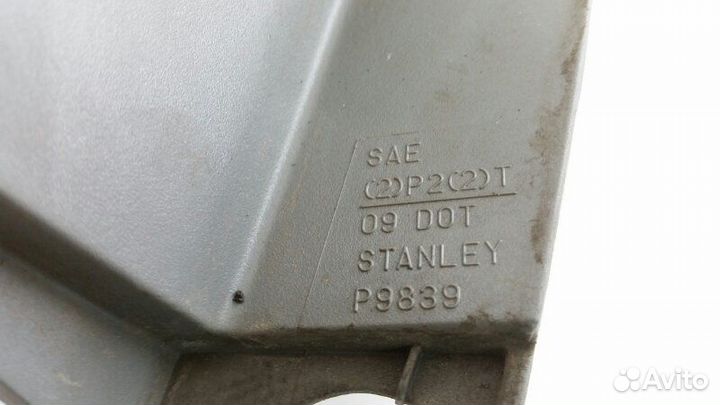 SAE
(2)P2(2)T
09 DOT
STANLEY
P9839
Avito